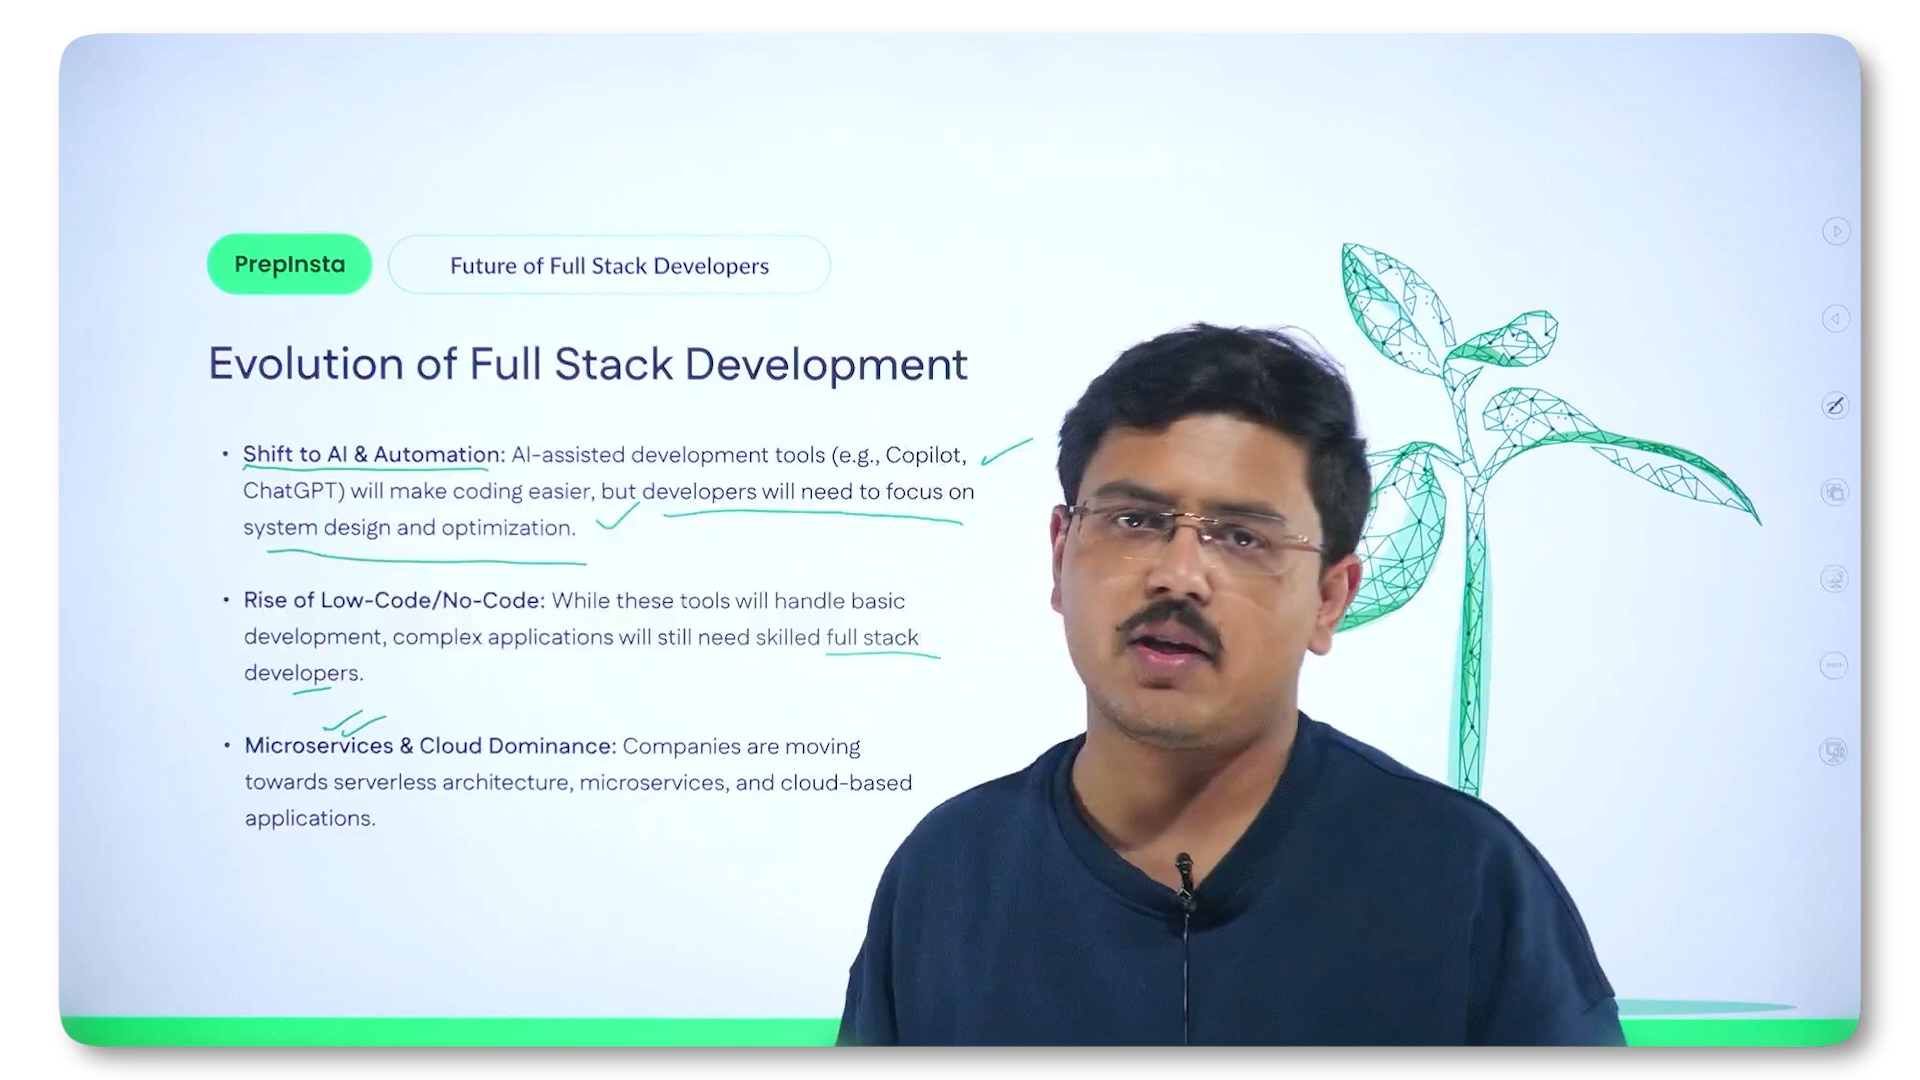 PrepInsta
Future of Full Stack Developers
Evolution of Full Stack Development
• Shift to AI & Automation: AI-assisted development tools (e.g., Copilot,
ChatGPT) will make coding easier, but developers will need to focus on
system design and optimization.
• Rise of Low-Code/No-Code: While these tools will handle basic
development, complex applications will still need skilled full stack
developers.
• Microservices & Cloud Dominance: Companies are moving
towards serverless architecture, microservices, and cloud-based
applications.